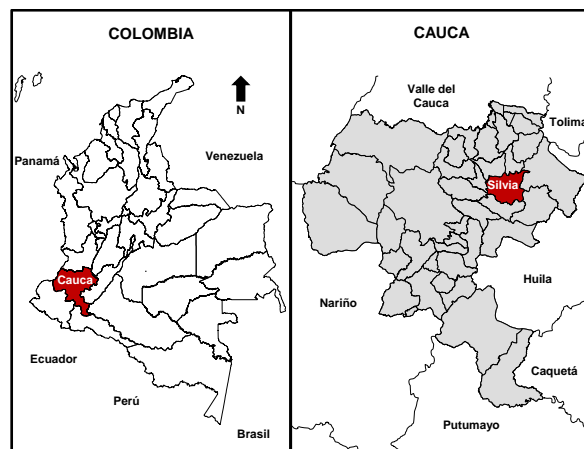 COLOMBIA
N
Panamá
Venezuela
Cauca
Ecuador
Perú
Brasil
CAUCA
Valle del
Cauca
Tolima
Silvia
Huila
Nariño
Caquetá
Putumayo